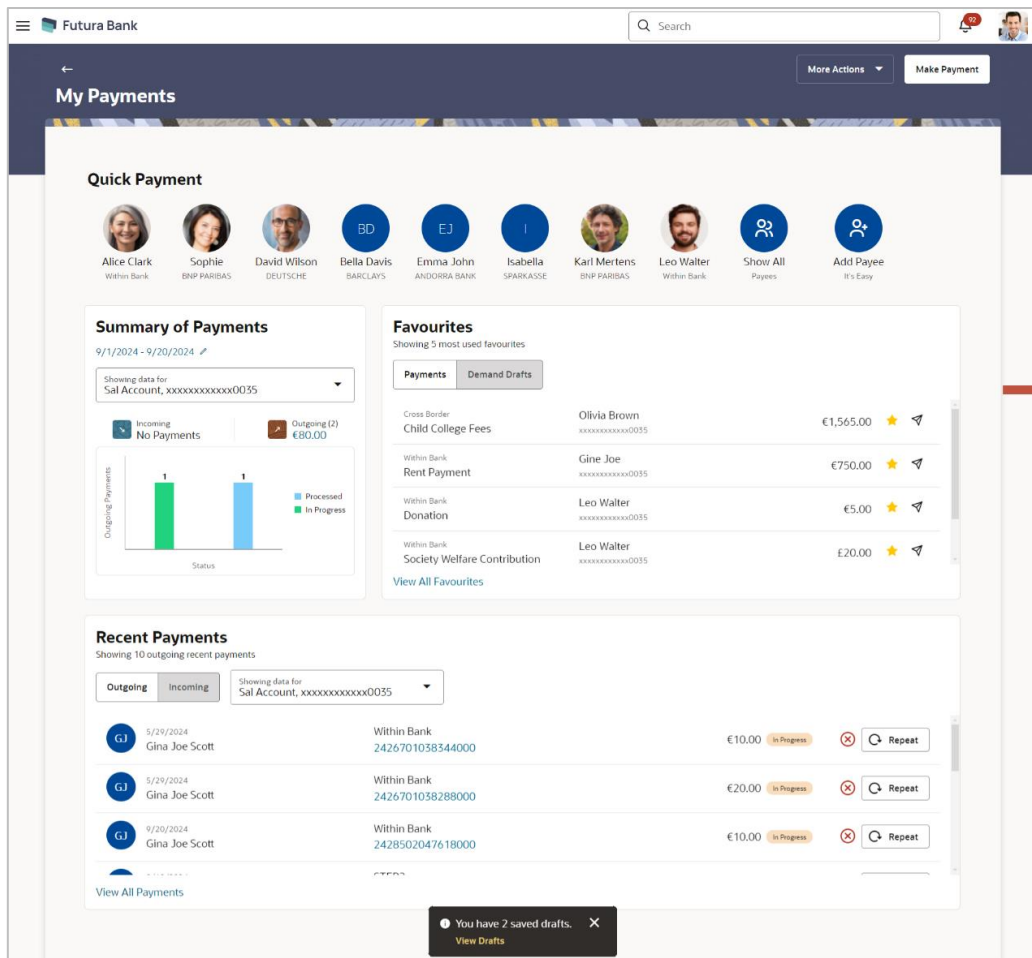 Futura Bank
Search
92
More Actions
Make Payment
My Payments
Quick Payment
BD
EJ
I
Alice Clark
Sophie
David Wilson
Bella Davis
Emma John
Isabella
Karl Mertens
Leo Walter
Show All
Add Payee
Within Bank
BNP PARIBAS
DEUTSCHE
BARCLAYS
ANDORRA BANK
SPARKASSE
BNP PARIBAS
Within Bank
Payees
It's Easy
Summary of Payments
9/1/2024 - 9/20/2024
Showing data for
Sal Account, xxxxxxxxxxxx0035
Incoming
No Payments
Outgoing (2)
€80.00
Outgoing Payments
1
1
Processed
In Progress
Status
Favourites
Showing 5 most used favourites
Payments
Demand Drafts
Cross Border
Child College Fees
Olivia Brown
xxxxxxxxxxxx0035
€1,565.00
Within Bank
Rent Payment
Gine Joe
xxxxxxxxxxxx0035
€750.00
Within Bank
Donation
Leo Walter
xxxxxxxxxxxx0035
€5.00
Within Bank
Society Welfare Contribution
Leo Walter
xxxxxxxxxxxx0035
£20.00
View All Favourites
Recent Payments
Showing 10 outgoing recent payments
Outgoing
Incoming
Showing data for
Sal Account, xxxxxxxxxxxx0035
GJ
5/29/2024
Gina Joe Scott
Within Bank
2426701038344000
€10.00
In Progress
Repeat
GJ
5/29/2024
Gina Joe Scott
Within Bank
2426701038288000
€20.00
In Progress
Repeat
GJ
9/20/2024
Gina Joe Scott
Within Bank
2428502047618000
€10.00
In Progress
Repeat
View All Payments
You have 2 saved drafts.
View Drafts